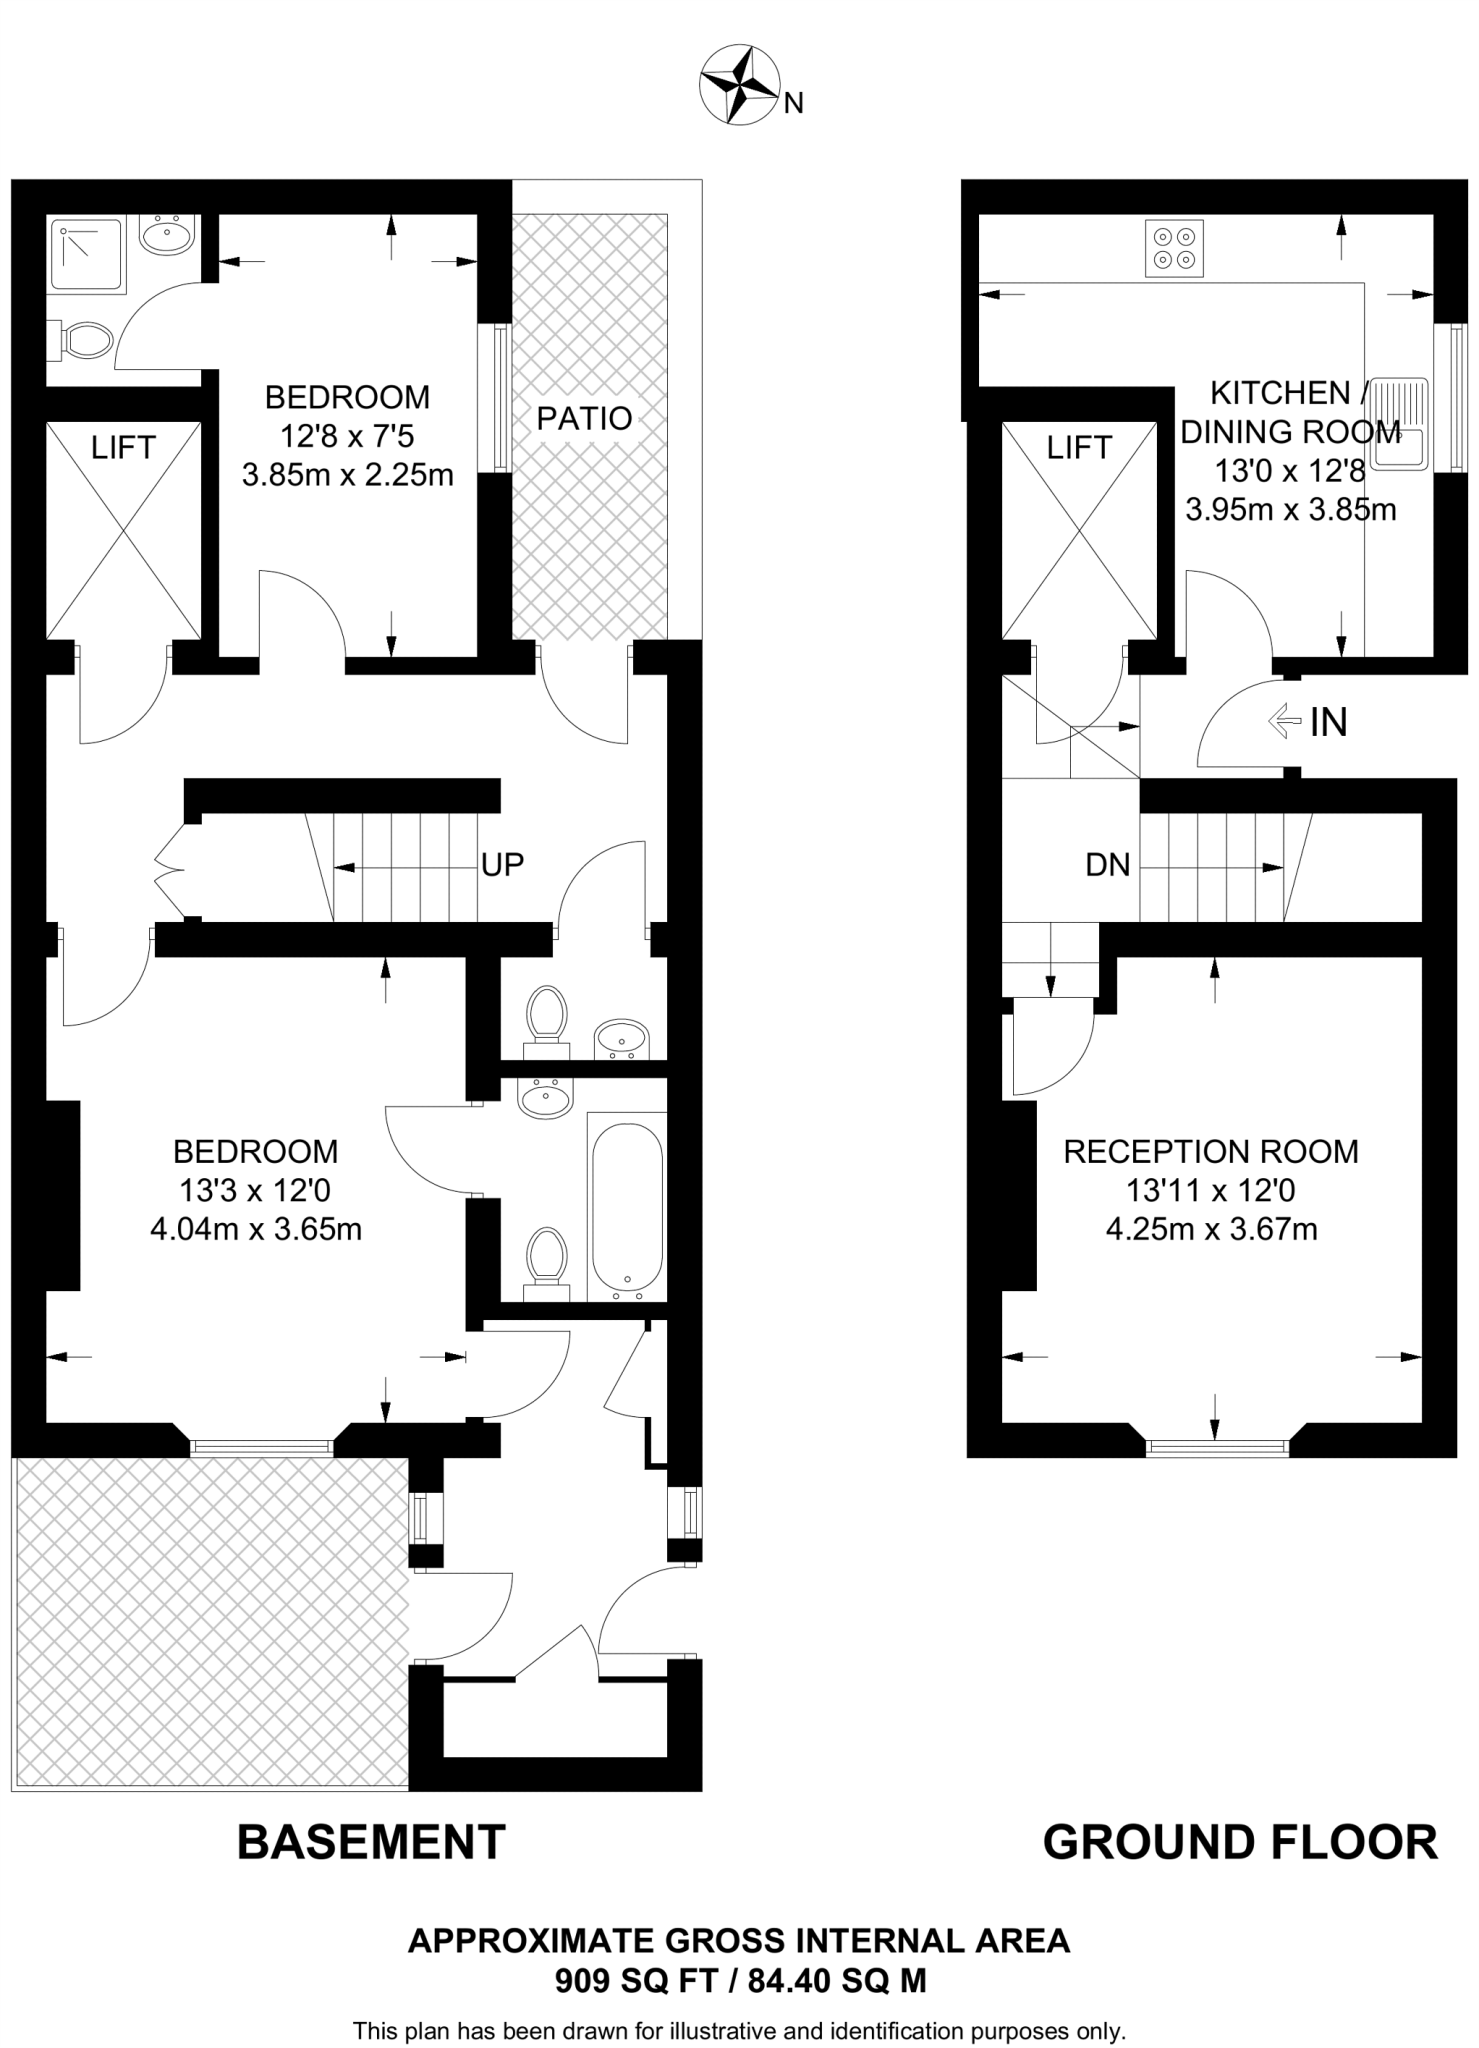 N
BEDROOM
12'8 x 7'5
3.85m x 2.25m
PATIO
LIFT
UP
BEDROOM
13'3 x 12'0
4.04m x 3.65m
BASEMENT
KITCHEN /
DINING ROOM
13'0 x 12'8
3.95m x 3.85m
LIFT
IN
DN
RECEPTION ROOM
13'11 x 12'0
4.25m x 3.67m
GROUND FLOOR
APPROXIMATE GROSS INTERNAL AREA
909 SQ FT / 84.40 SQ M
This plan has been drawn for illustrative and identification purposes only.